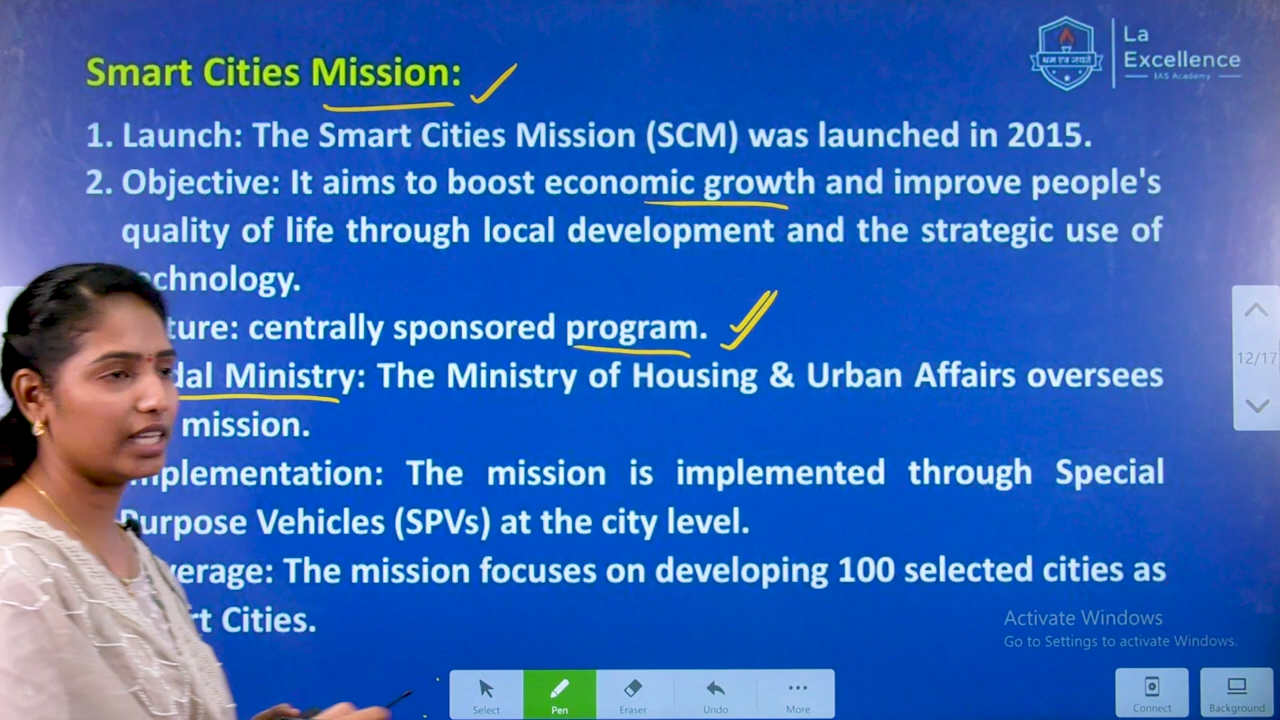 La
Excellence
श्रम एव जयते
IAS Academy
Smart Cities Mission:
1. Launch: The Smart Cities Mission (SCM) was launched in 2015.
2. Objective: It aims to boost economic growth and improve people's
quality of life through local development and the strategic use of
chnology.
ture: centrally sponsored program.
dal Ministry: The Ministry of Housing & Urban Affairs oversees
mission.
mplementation: The mission is implemented through Special
Purpose Vehicles (SPVs) at the city level.
verage: The mission focuses on developing 100 selected cities as
rt Cities.
12/17
Activate Windows
Go to Settings to activate Windows.
Select
Pen
Eraser
Undo
More
Connect
Background